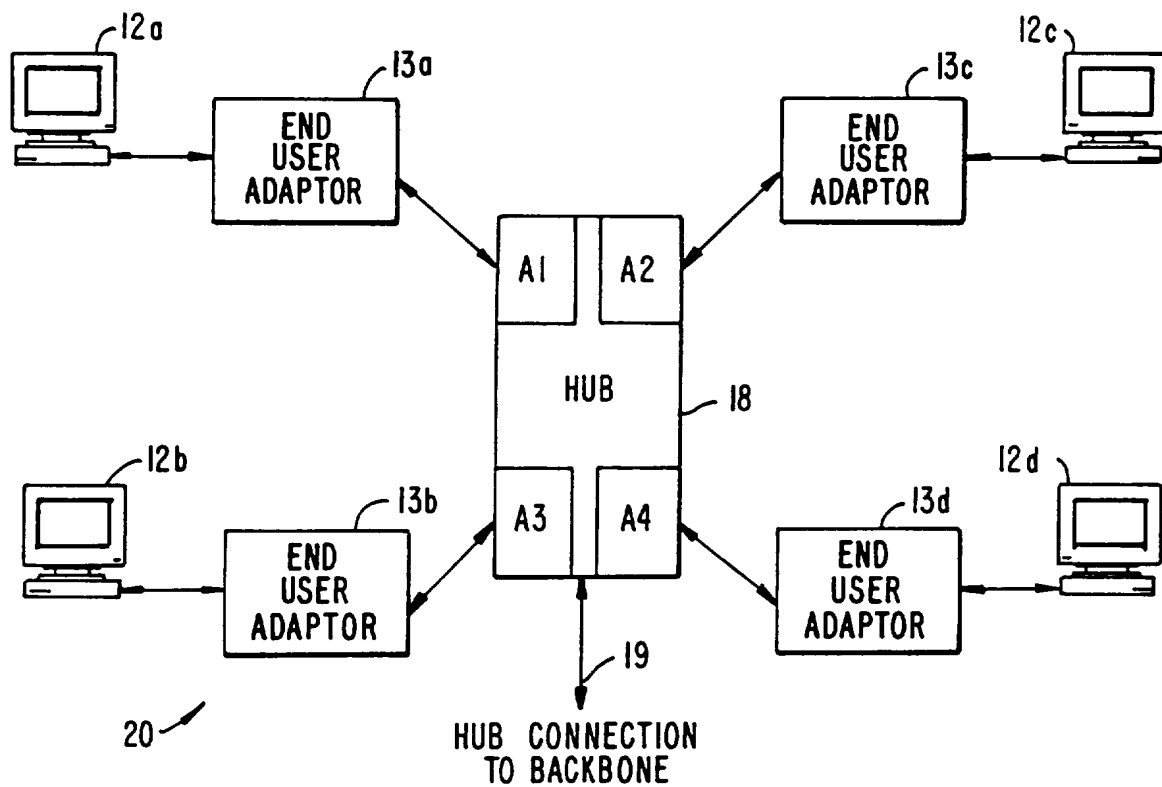 12a
13a
END
USER
ADAPTOR
12c
13c
END
USER
ADAPTOR
A1
A2
HUB
18
A3
A4
12b
13b
END
USER
ADAPTOR
12d
13d
END
USER
ADAPTOR
19
20
HUB CONNECTION
TO BACKBONE